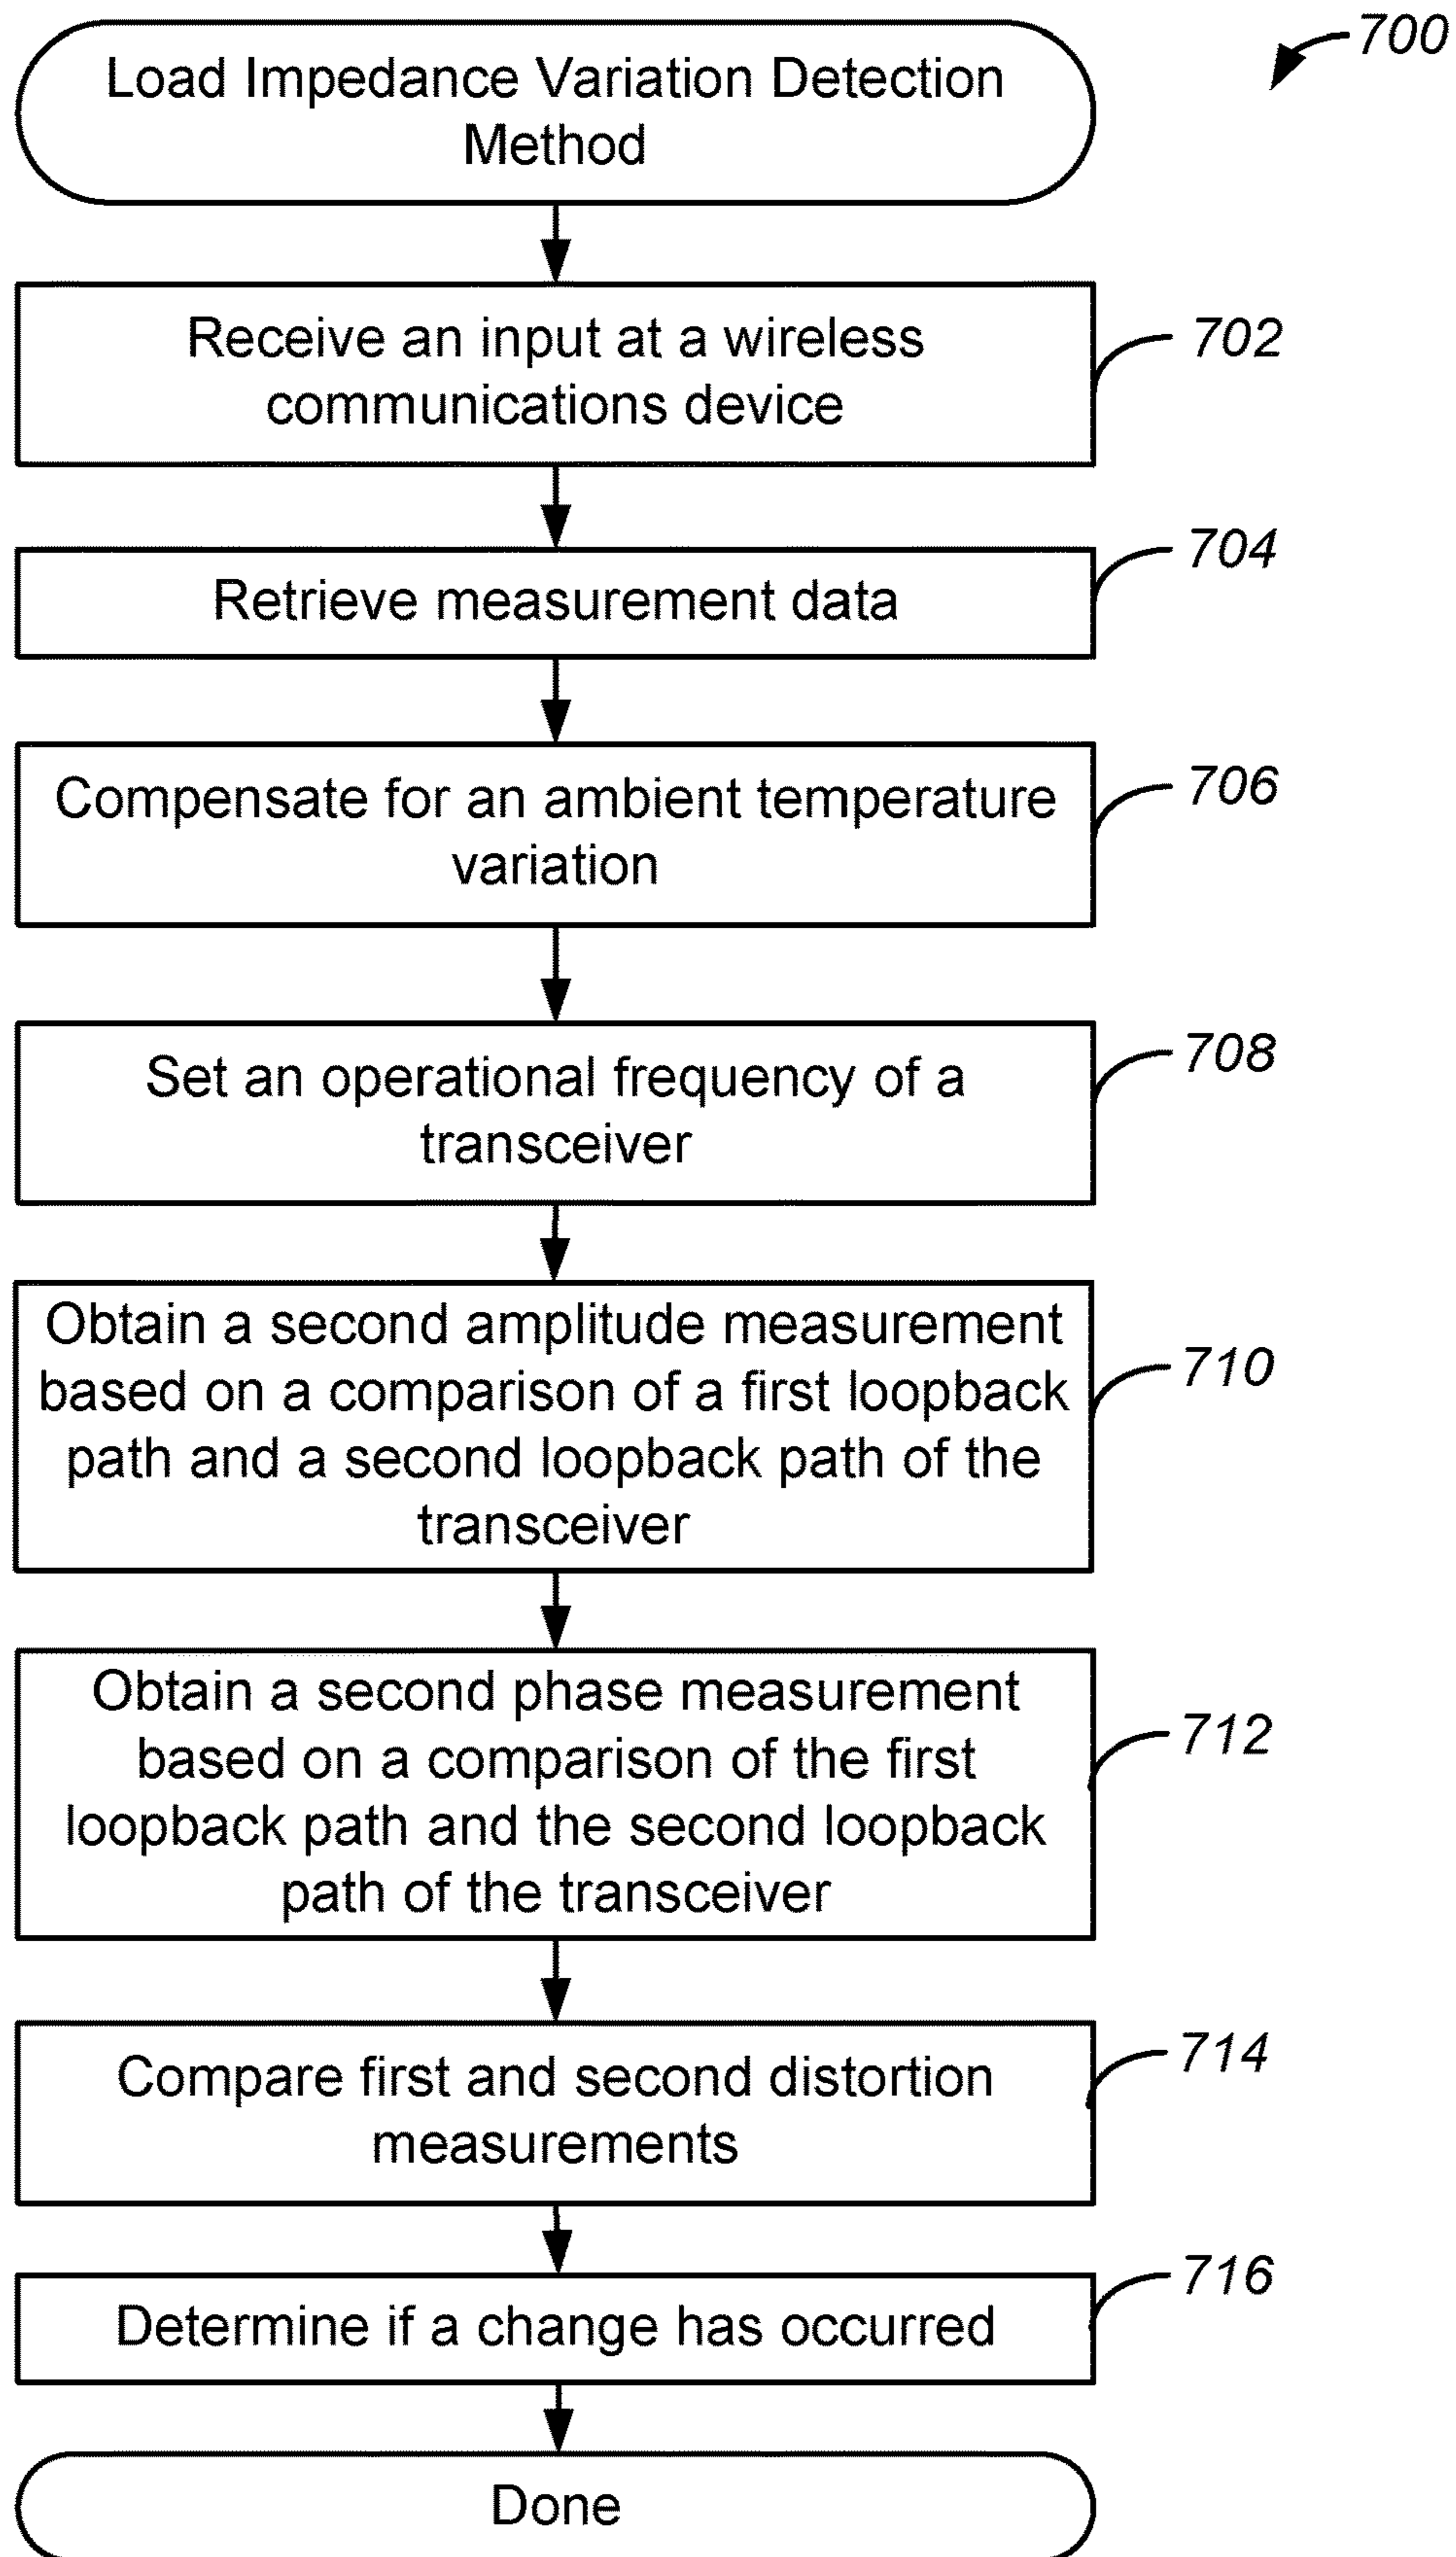 700
Load Impedance Variation Detection
Method
Receive an input at a wireless
communications device
702
Retrieve measurement data
704
Compensate for an ambient temperature
variation
706
Set an operational frequency of a
transceiver
708
Obtain a second amplitude measurement
based on a comparison of a first loopback
path and a second loopback path of the
transceiver
710
Obtain a second phase measurement
based on a comparison of the first
loopback path and the second loopback
path of the transceiver
712
Compare first and second distortion
measurements
714
Determine if a change has occurred
716
Done